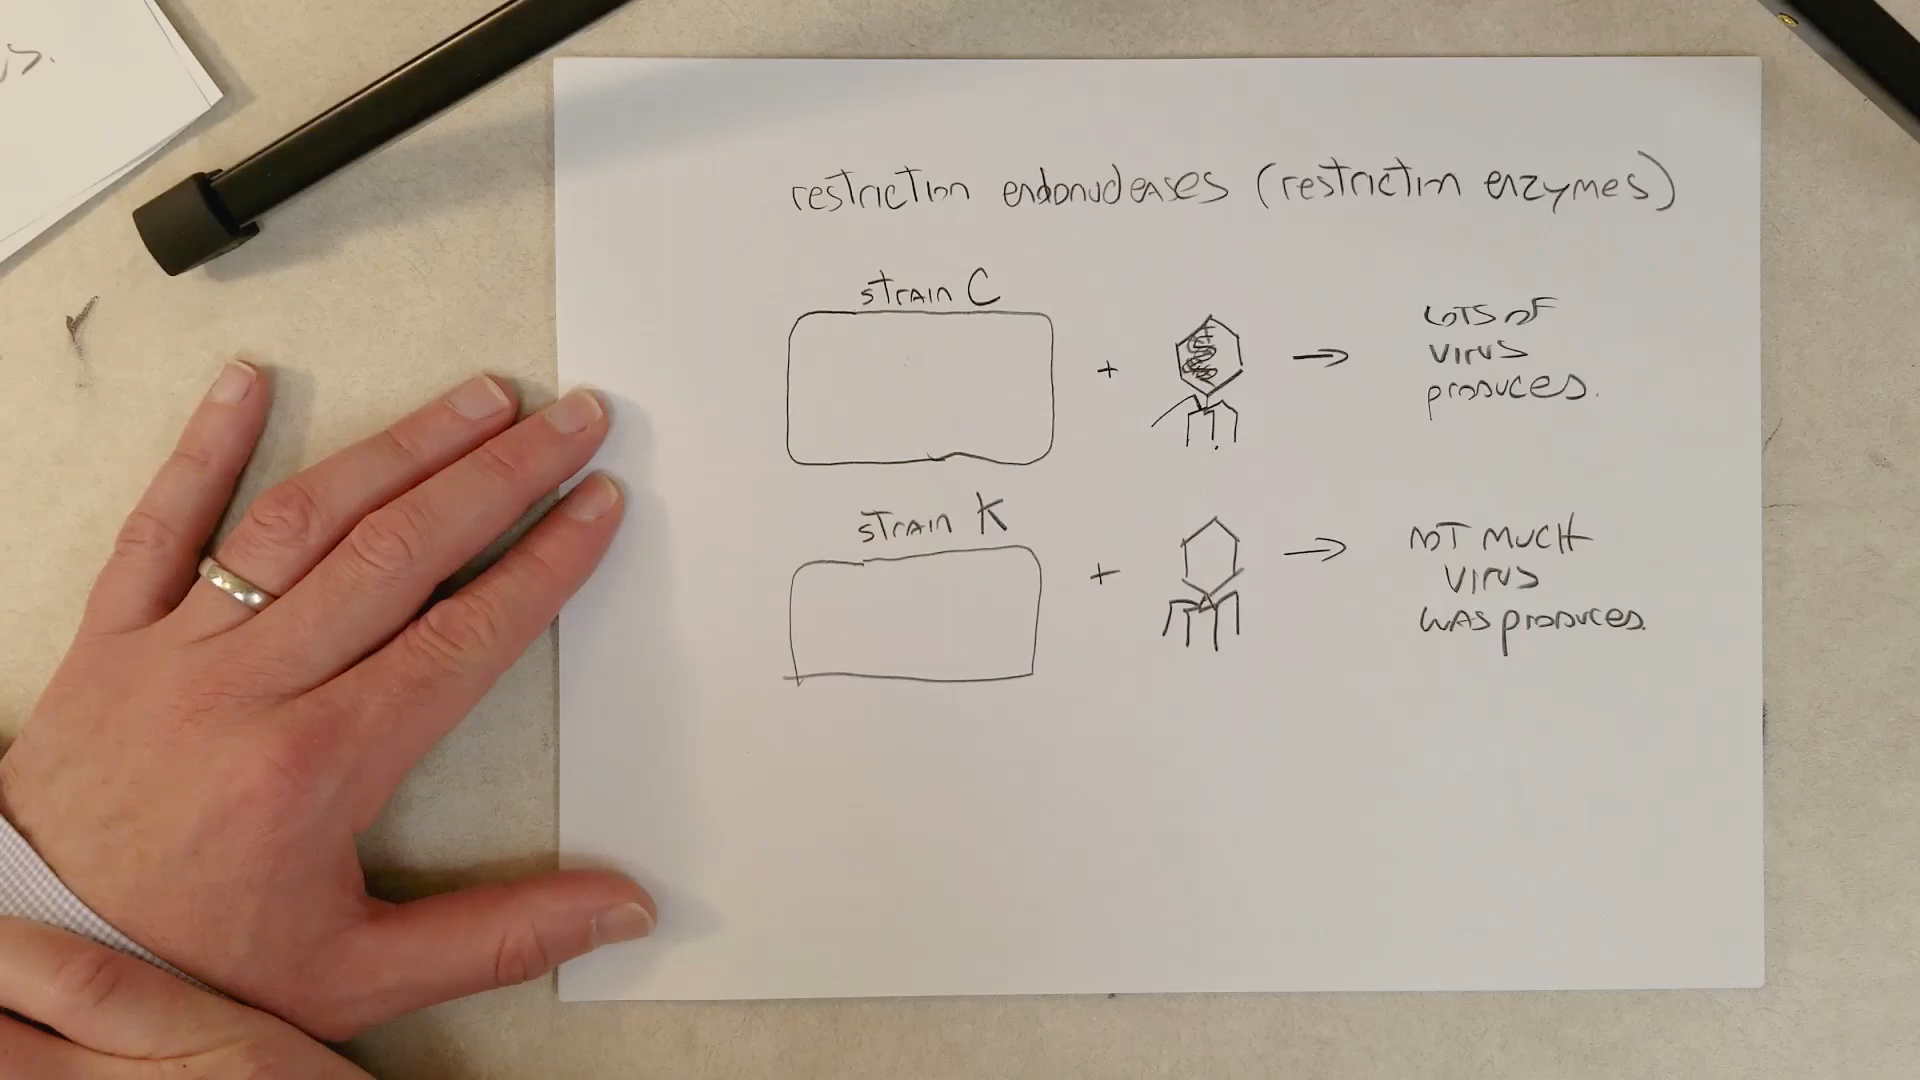 restriction endonucleases (restriction enzymes)
strain C
+
→
LOTS OF
VIRUS
PRODUCED.
strain K
+
→
NOT MUCH
VIRUS
WAS PRODUCED.